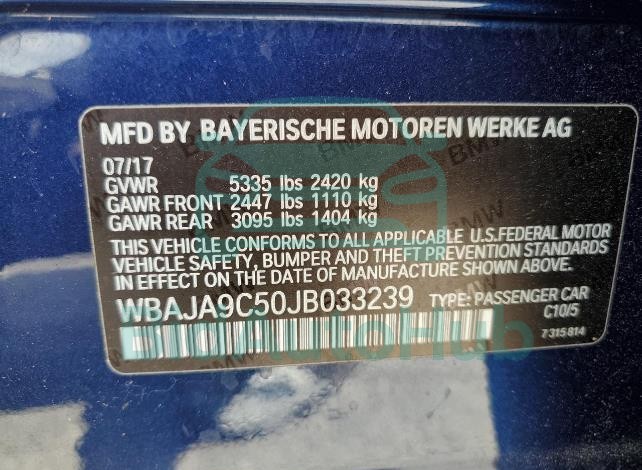 MFD BY BAYERISCHE MOTOREN WERKE AG
07/17
GVWR 5335 lbs 2420 kg
GAWR FRONT 2447 lbs 1110 kg
GAWR REAR 3095 lbs 1404 kg
THIS VEHICLE CONFORMS TO ALL APPLICABLE U.S.FEDERAL MOTOR
VEHICLE SAFETY, BUMPER AND THEFT PREVENTION STANDARDS
IN EFFECT ON THE DATE OF MANUFACTURE SHOWN ABOVE.
WBAJA9C50JB033239 TYPE: PASSENGER CAR
C10/5
7 315 814
AutoHub